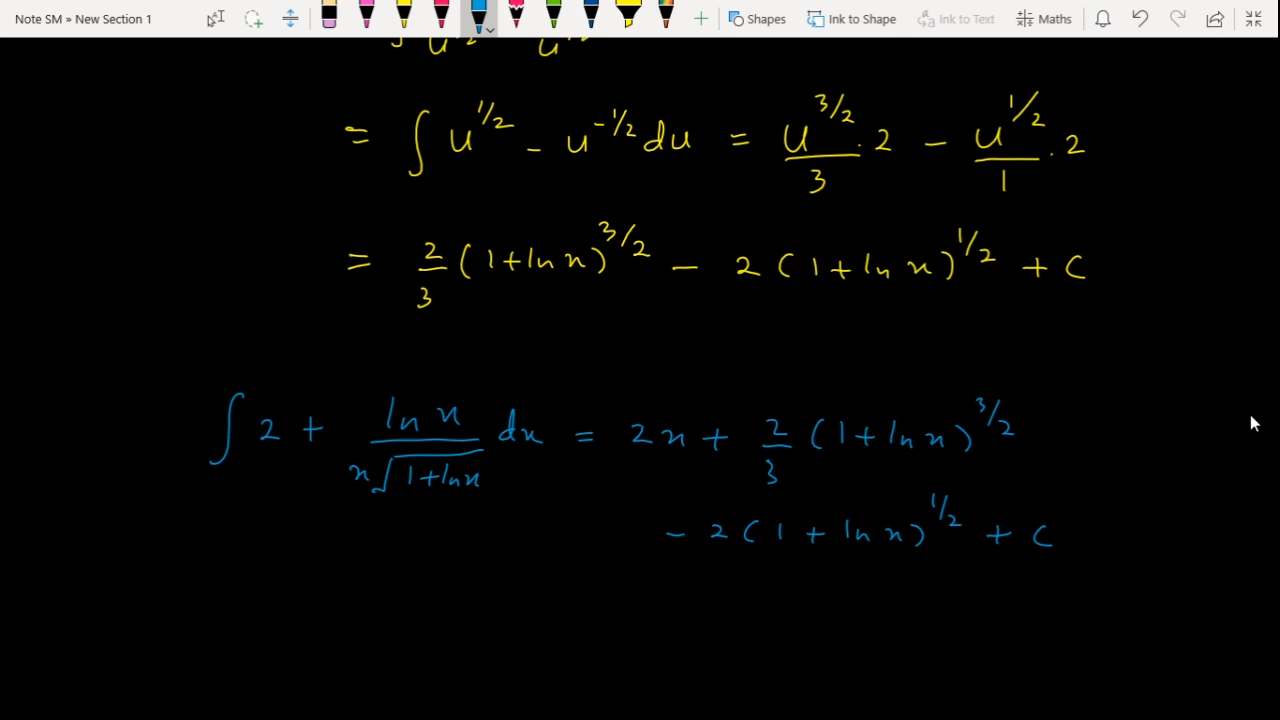 Note SM » New Section 1 Shapes Ink to Shape Ink to Text Maths
= ∫ u^{1/2} - u^{-1/2} du = u^{3/2}/3 · 2 - u^{1/2}/1 · 2
= 2/3 (1+ln x)^{3/2} - 2 (1+ln x)^{1/2} + C
∫ 2 + ln x / x√(1+ln x) dx = 2x + 2/3 (1+ln x)^{3/2}
- 2 (1 + ln x)^{1/2} + C